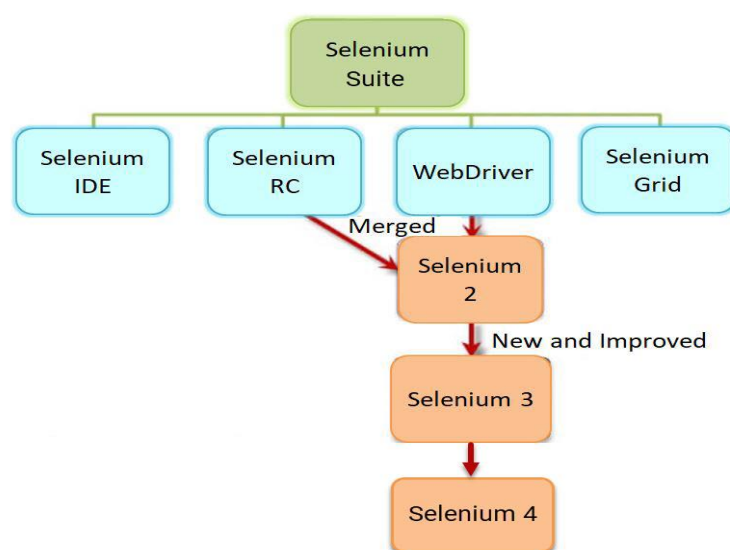 Selenium
Suite
Selenium
IDE
Selenium
RC
WebDriver
Selenium
Grid
Merged
Selenium
2
New and Improved
Selenium 3
Selenium 4